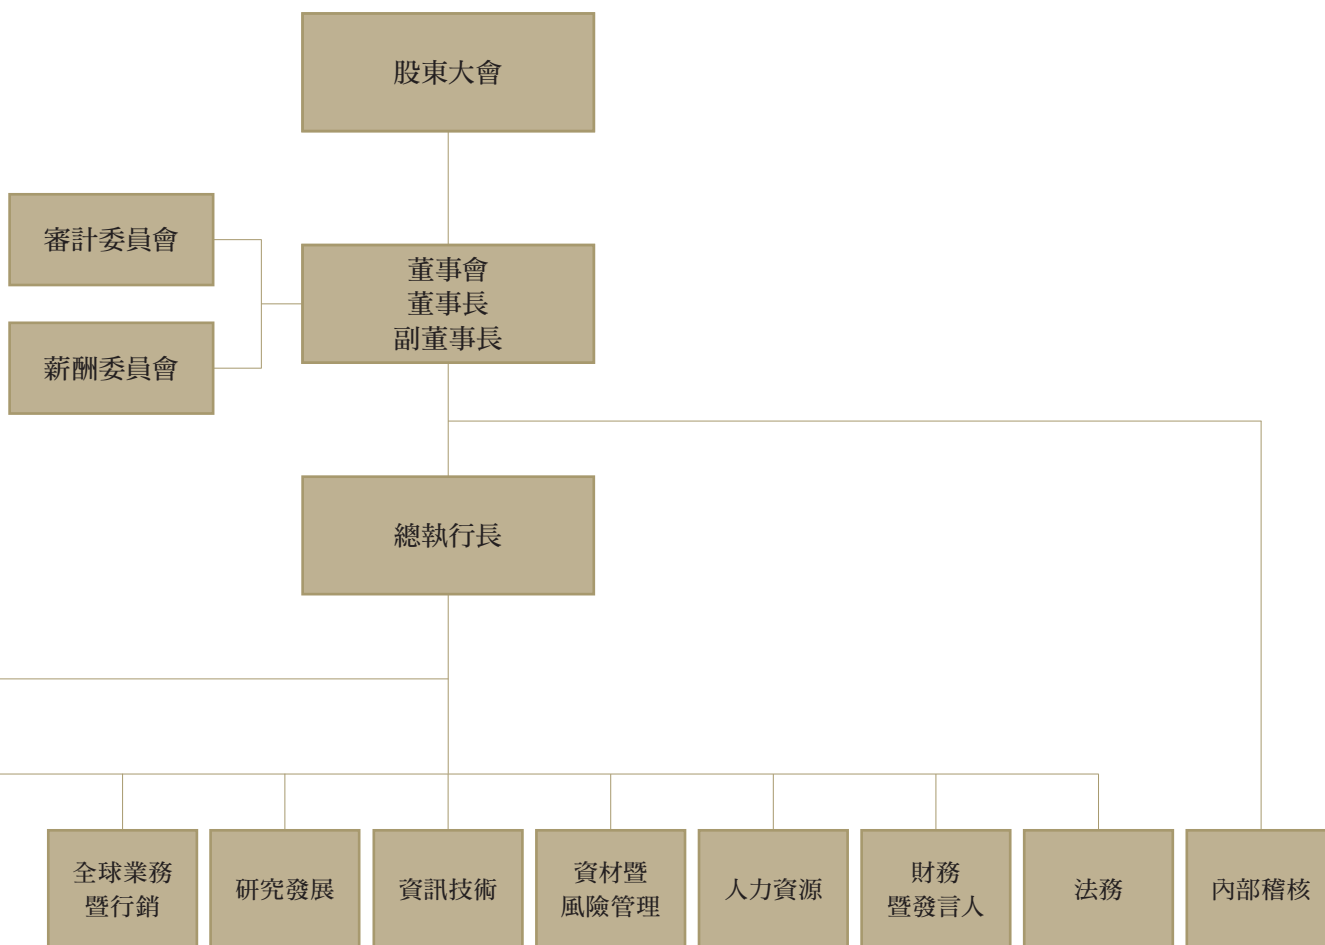 股東大會
審計委員會
董事會
董事長
副董事長
薪酬委員會
總執行長
全球業務
暨行銷
研究發展
資訊技術
資材暨
風險管理
人力資源
財務
暨發言人
法務
內部稽核